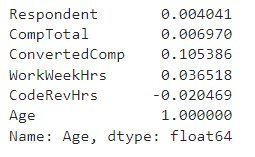 Respondent 0.004041
CompTotal 0.006970
ConvertedComp 0.105386
WorkWeekHrs 0.036518
CodeRevHrs -0.020469
Age 1.000000
Name: Age, dtype: float64